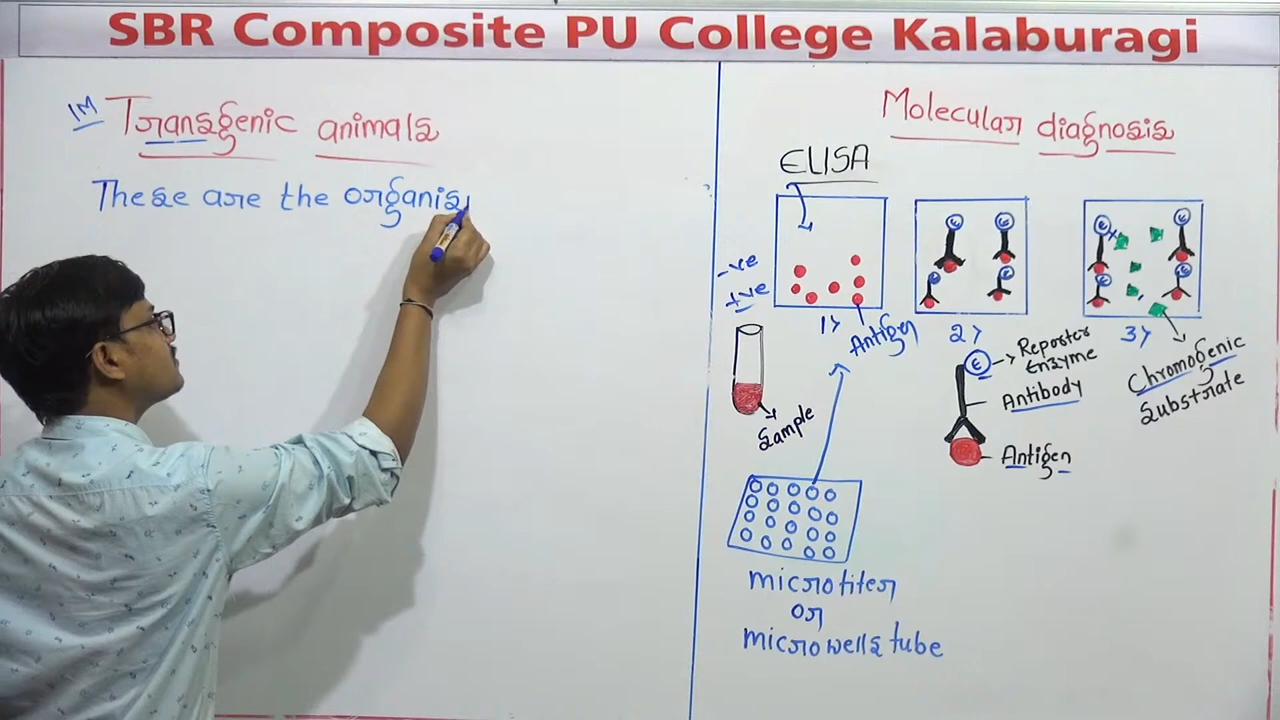 SBR Composite PU College Kalaburagi
1M Transgenic animals
These are the organis
Molecular diagnosis
ELISA
-ve
+ve
1>
Antigen
2>
3>
Sample
E
E
E
E
E
E
E
E
E
Reporter
Enzyme
Antibody
Antigen
Chromogenic
Substrate
microtiter
or
microwells tube